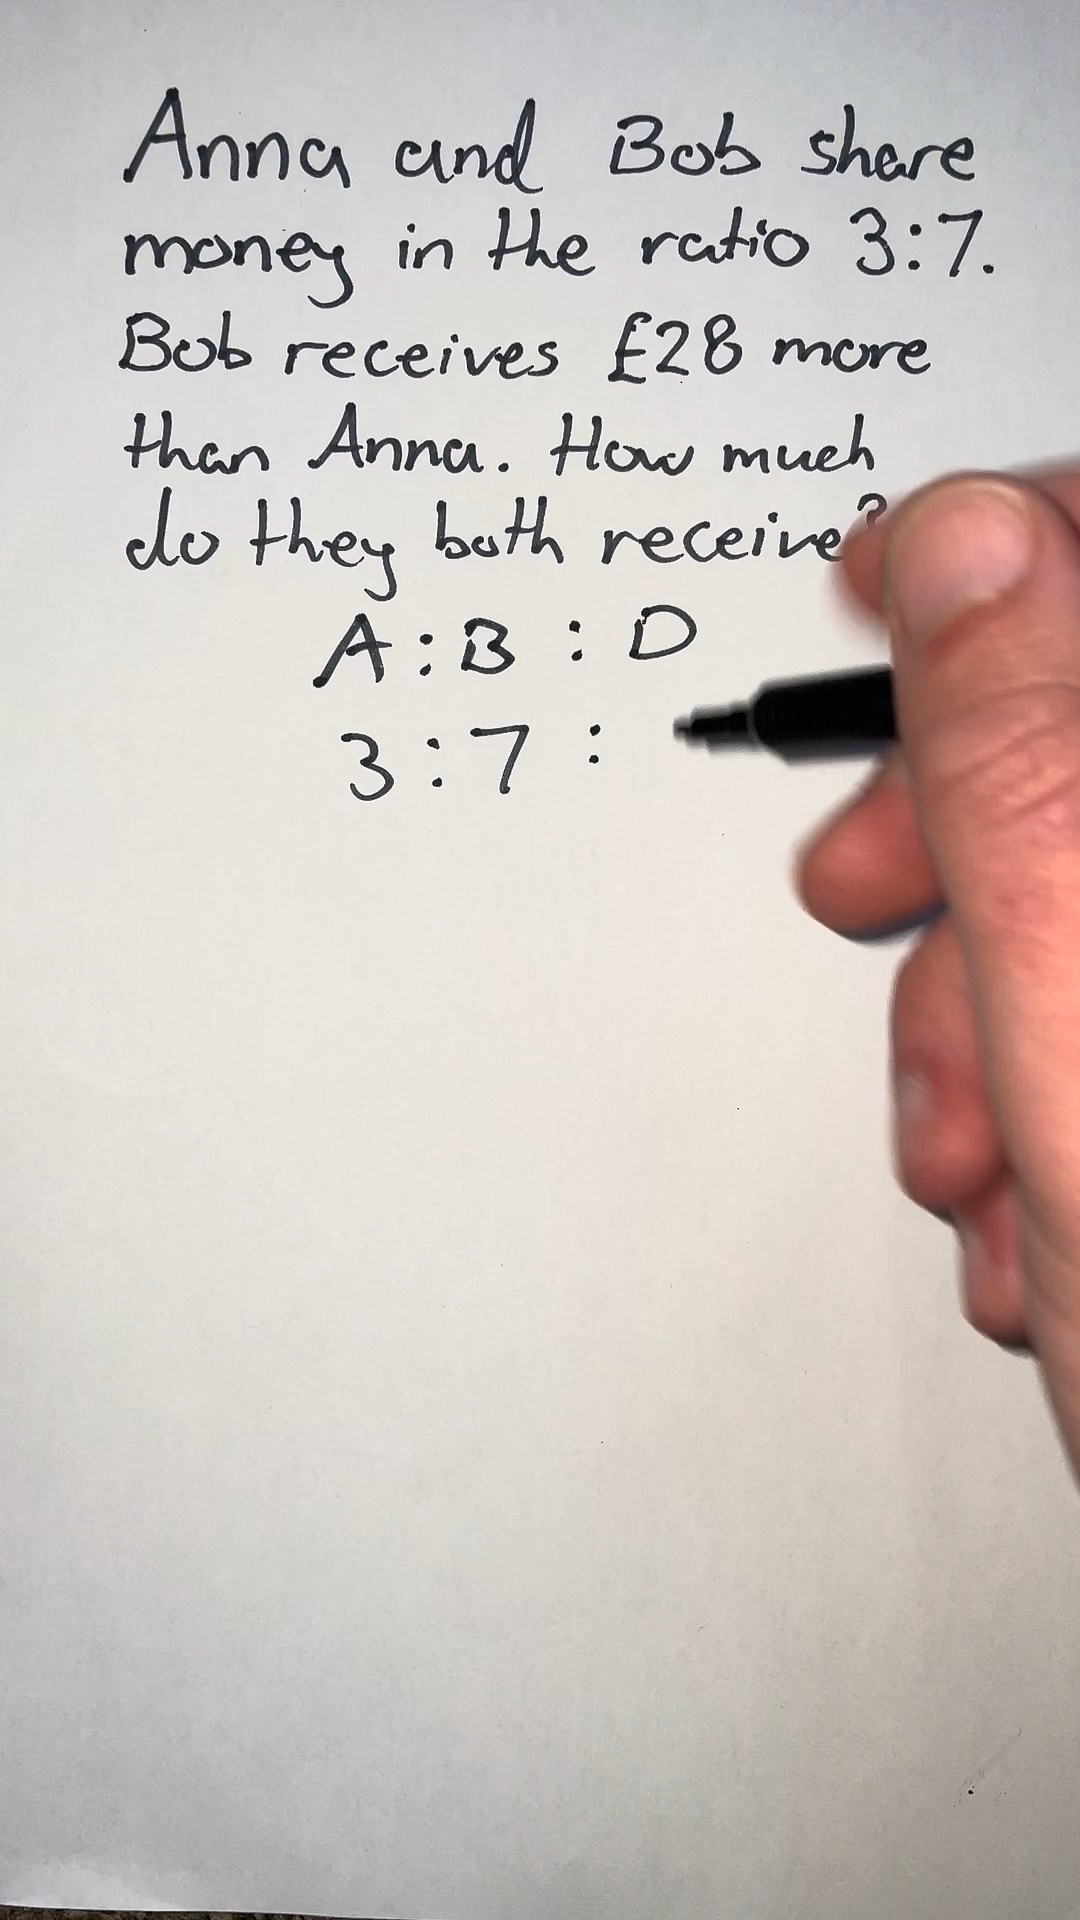 Anna and Bob share
money in the ratio 3:7.
Bob receives £28 more
than Anna. How much
do they both receive?
A:B : D
3:7 :